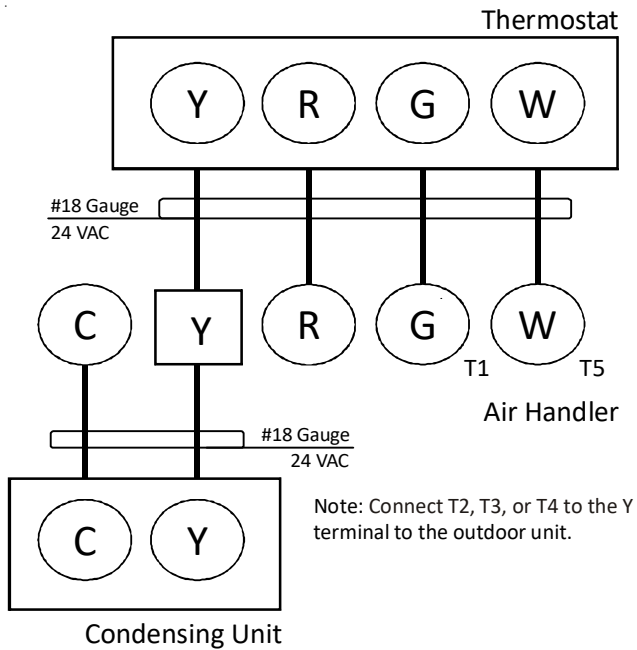 Thermostat
Y R G W
#18 Gauge
24 VAC
C Y R G W
T1 T5
Air Handler
#18 Gauge
24 VAC
Note: Connect T2, T3, or T4 to the Y
terminal to the outdoor unit.
C Y
Condensing Unit